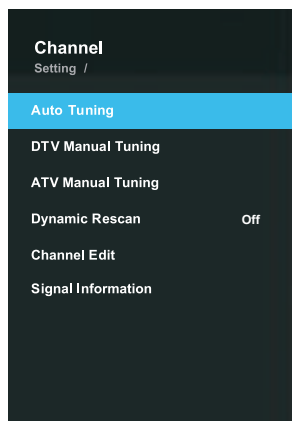 Channel
Setting /
Auto Tuning
DTV Manual Tuning
ATV Manual Tuning
Dynamic Rescan Off
Channel Edit
Signal Information